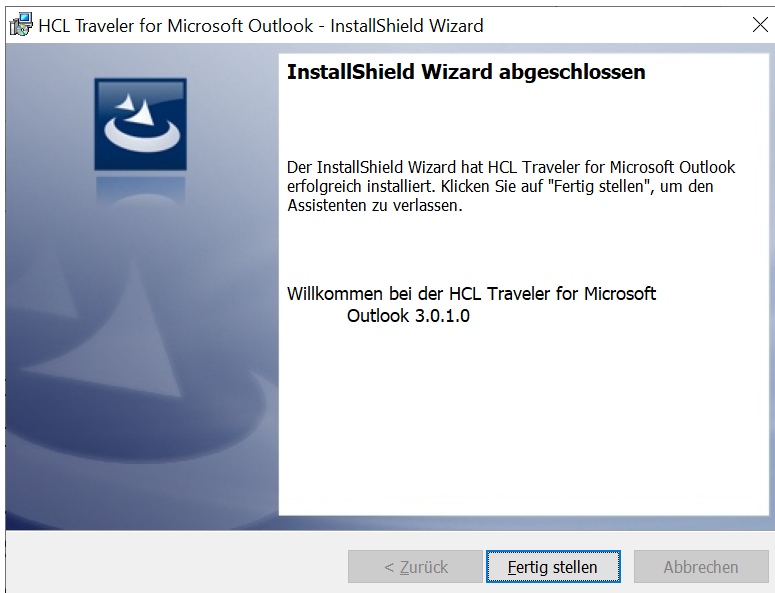 HCL Traveler for Microsoft Outlook - InstallShield Wizard
InstallShield Wizard abgeschlossen
Der InstallShield Wizard hat HCL Traveler for Microsoft Outlook
erfolgreich installiert. Klicken Sie auf "Fertig stellen", um den
Assistenten zu verlassen.
Willkommen bei der HCL Traveler for Microsoft
Outlook 3.0.1.0
< Zurück
Fertig stellen
Abbrechen